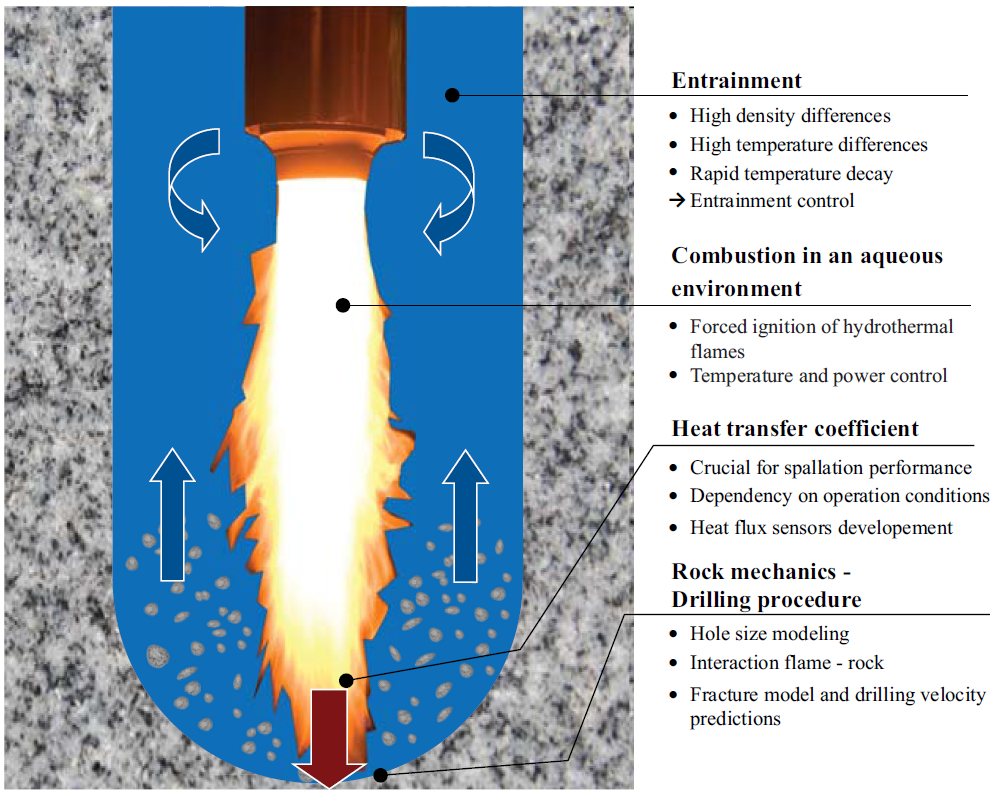 Entrainment
• High density differences
• High temperature differences
• Rapid temperature decay
→ Entrainment control
Combustion in an aqueous
environment
• Forced ignition of hydrothermal
flames
• Temperature and power control
Heat transfer coefficient
• Crucial for spallation performance
• Dependency on operation conditions
• Heat flux sensors developement
Rock mechanics -
Drilling procedure
• Hole size modeling
• Interaction flame - rock
• Fracture model and drilling velocity
predictions